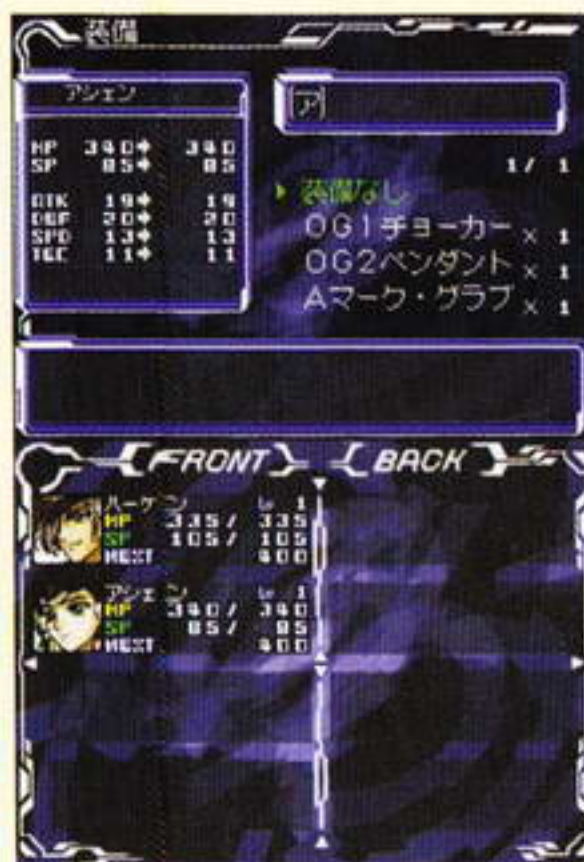 装備
アシェン
HP 340 340
SP 85 85
ATK 19 19
DEF 20 20
SPD 13 13
TEC 11 11
ア
1/ 1
装備なし
OG1チョーカー× 1
OG2ペンダント× 1
Aマーク・グラブ× 1
FRONT
BACK
ハーケン Lv 1
HP 335/ 335
SP 105/ 105
NEXT 400
アシェン Lv 1
HP 340/ 340
SP 85/ 85
NEXT 400